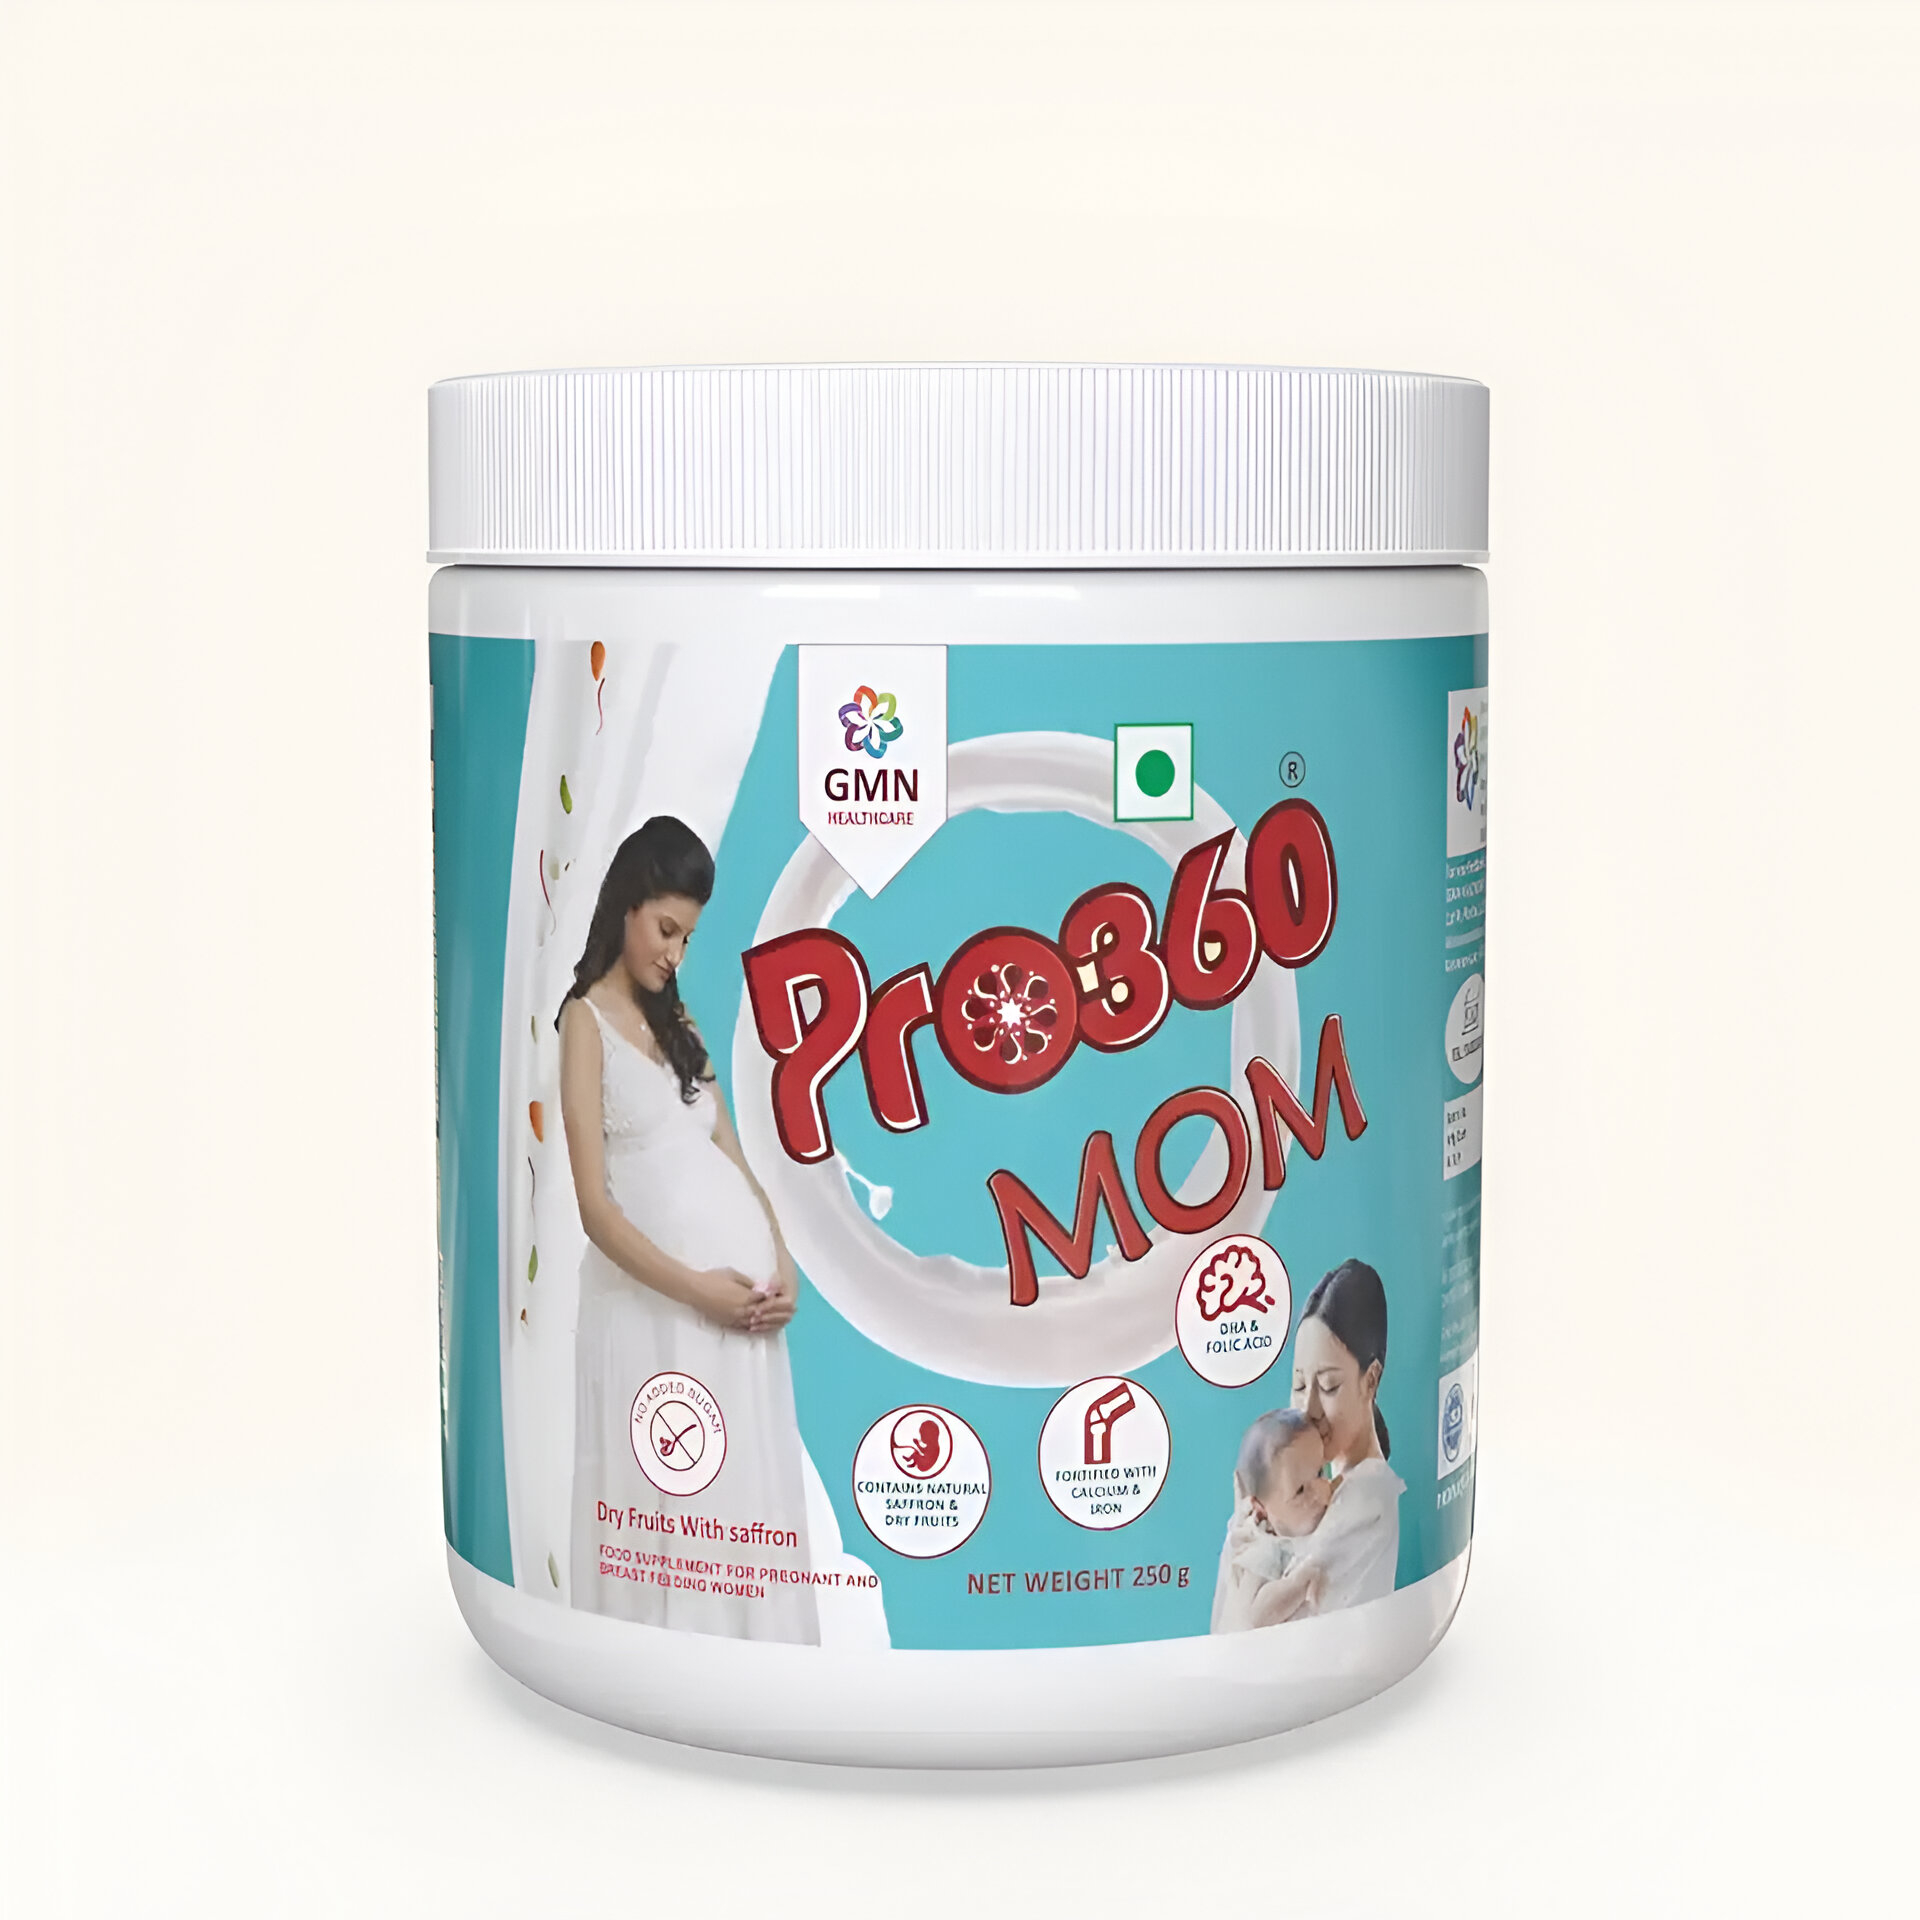 GMN
HEALTHCARE
®
Pro360
MOM
DHA &
FOLIC ACID
NO ADDED SUGAR
CONTAINS NATURAL
SAFFRON &
DRY FRUITS
FORTIFIED WITH
CALCIUM &
IRON
Dry Fruits With saffron
FOOD SUPPLEMENT FOR PREGNANT AND
BREAST FEEDING WOMEN
NET WEIGHT 250 g